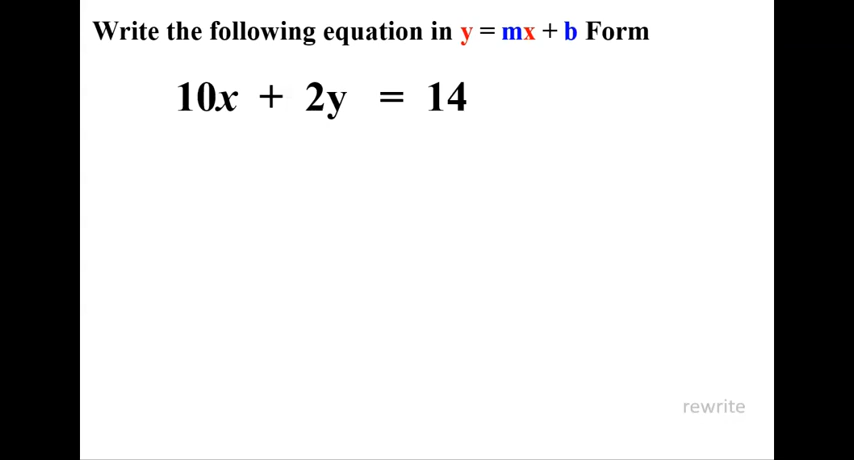 Write the following equation in y = mx + b Form
10x + 2y = 14
rewrite